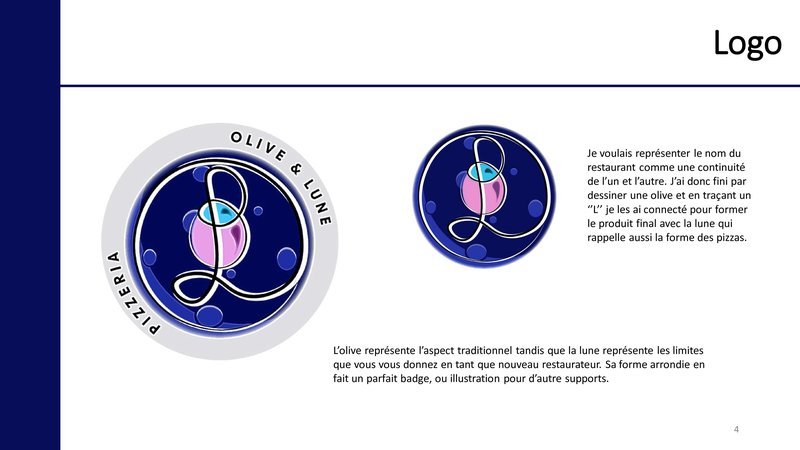 Logo
OLIVE & LUNE
PIZZERIA
Je voulais représenter le nom du
restaurant comme une continuité
de l’un et l’autre. J’ai donc fini par
dessiner une olive et en traçant un
‘’L’’ je les ai connecté pour former
le produit final avec la lune qui
rappelle aussi la forme des pizzas.
L’olive représente l’aspect traditionnel tandis que la lune représente les limites
que vous vous donnez en tant que nouveau restaurateur. Sa forme arrondie en
fait un parfait badge, ou illustration pour d’autre supports.
4